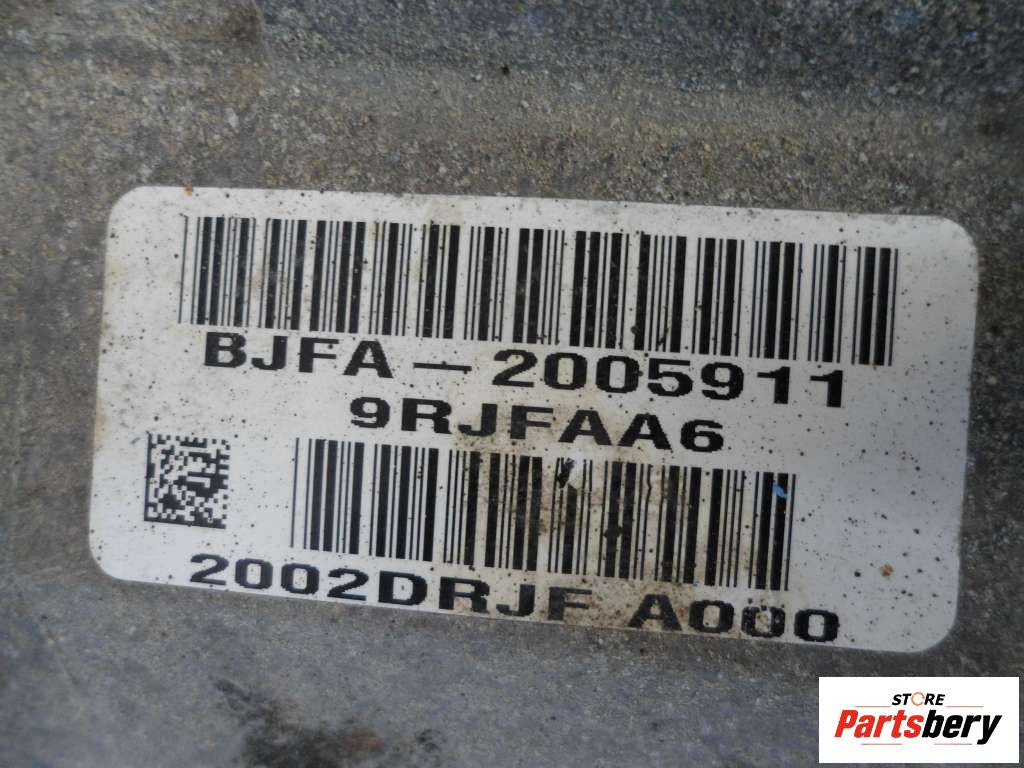 BJFA-2005911
9RJFAA6
2002DRJF A000
STORE
Partsbery